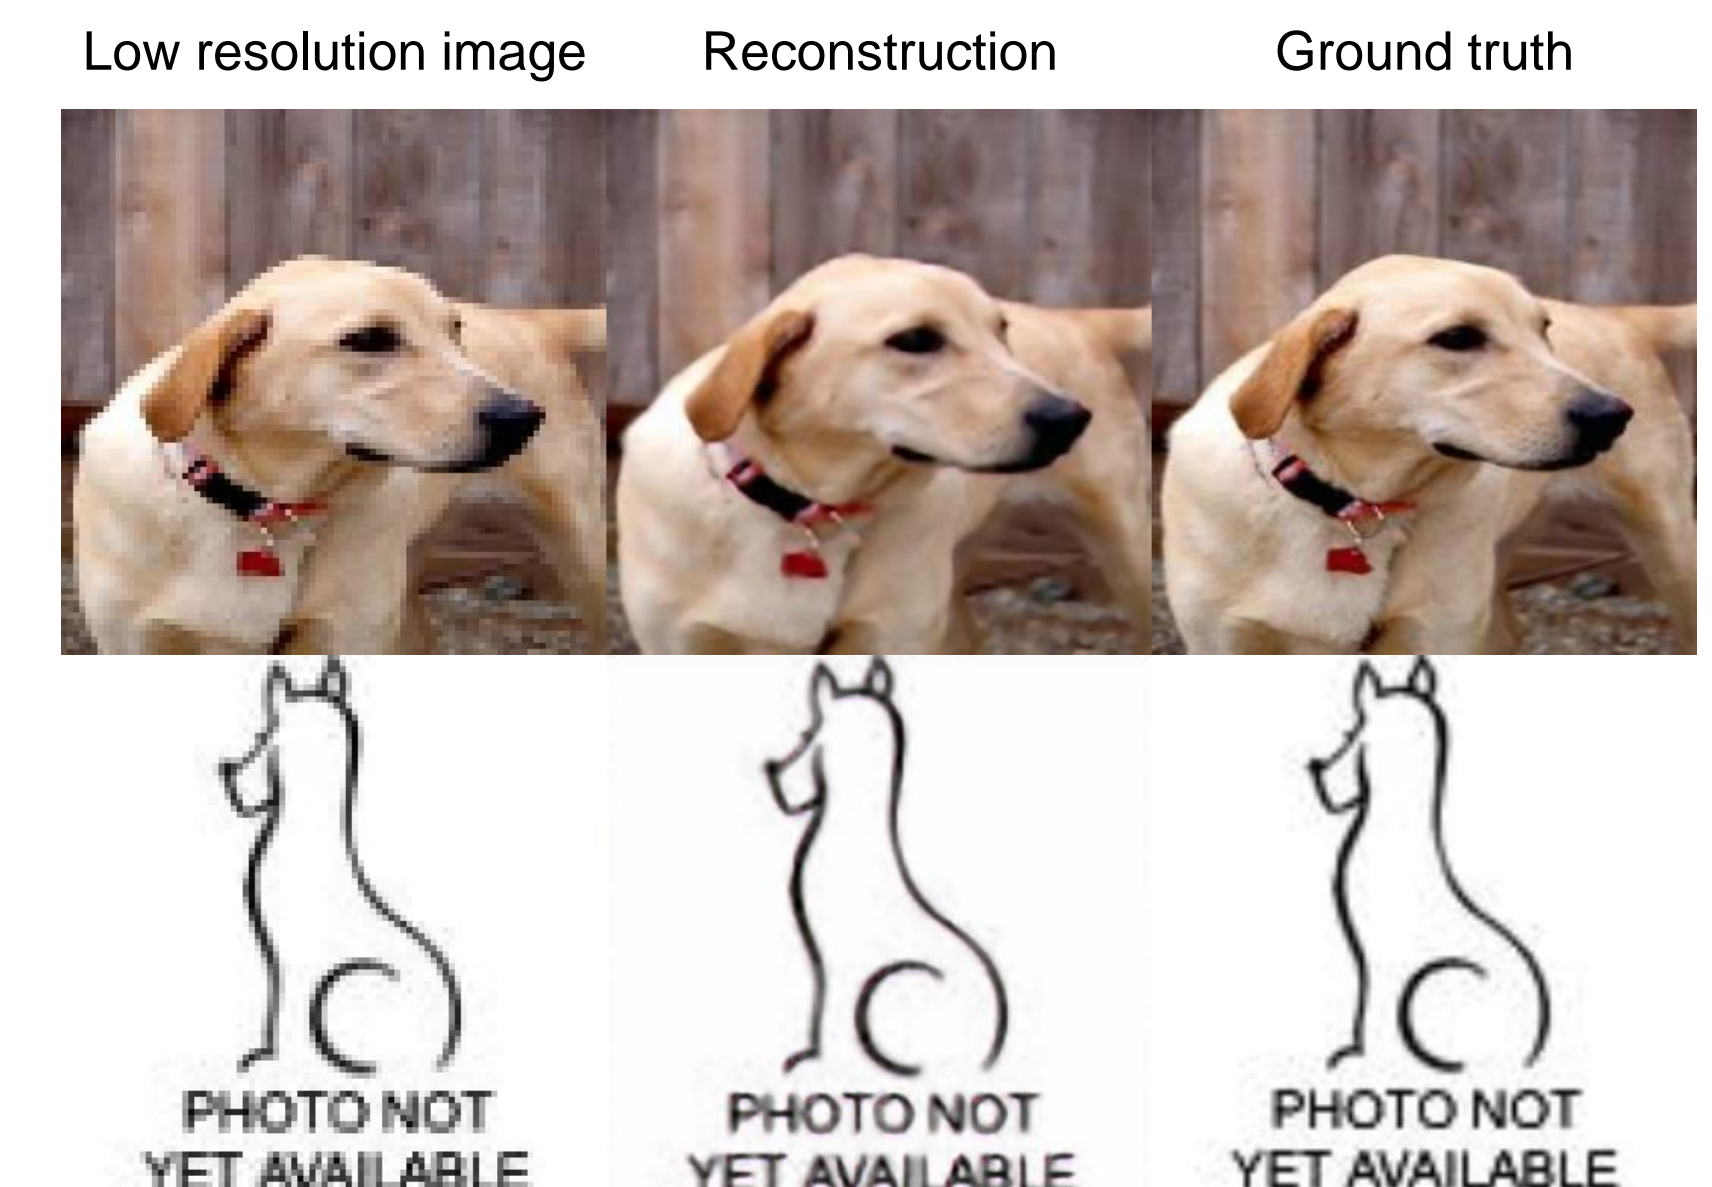 Low resolution image Reconstruction Ground truth
PHOTO NOT PHOTO NOT PHOTO NOT
YET AVAILABLE YET AVAILABLE YET AVAILABLE